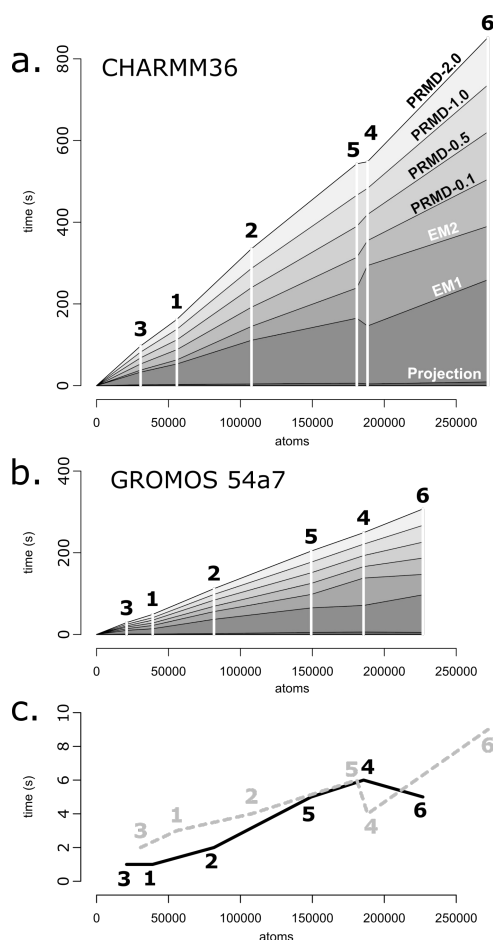 a. CHARMM36
6
PRMD-2.0
PRMD-1.0
PRMD-0.5
PRMD-0.1
EM2
EM1
Projection
5 4
2
1
3
time (s)
800
600
400
200
0
0 50000 100000 150000 200000 250000
atoms
b. GROMOS 54a7
400
200
0
time (s)
3 1 2 5 4 6
0 50000 100000 150000 200000 250000
atoms
c.
10
8
6
4
2
0
time (s)
3 1 2 5 4 6
3 1 2 5 4 6
0 50000 100000 150000 200000 250000
atoms